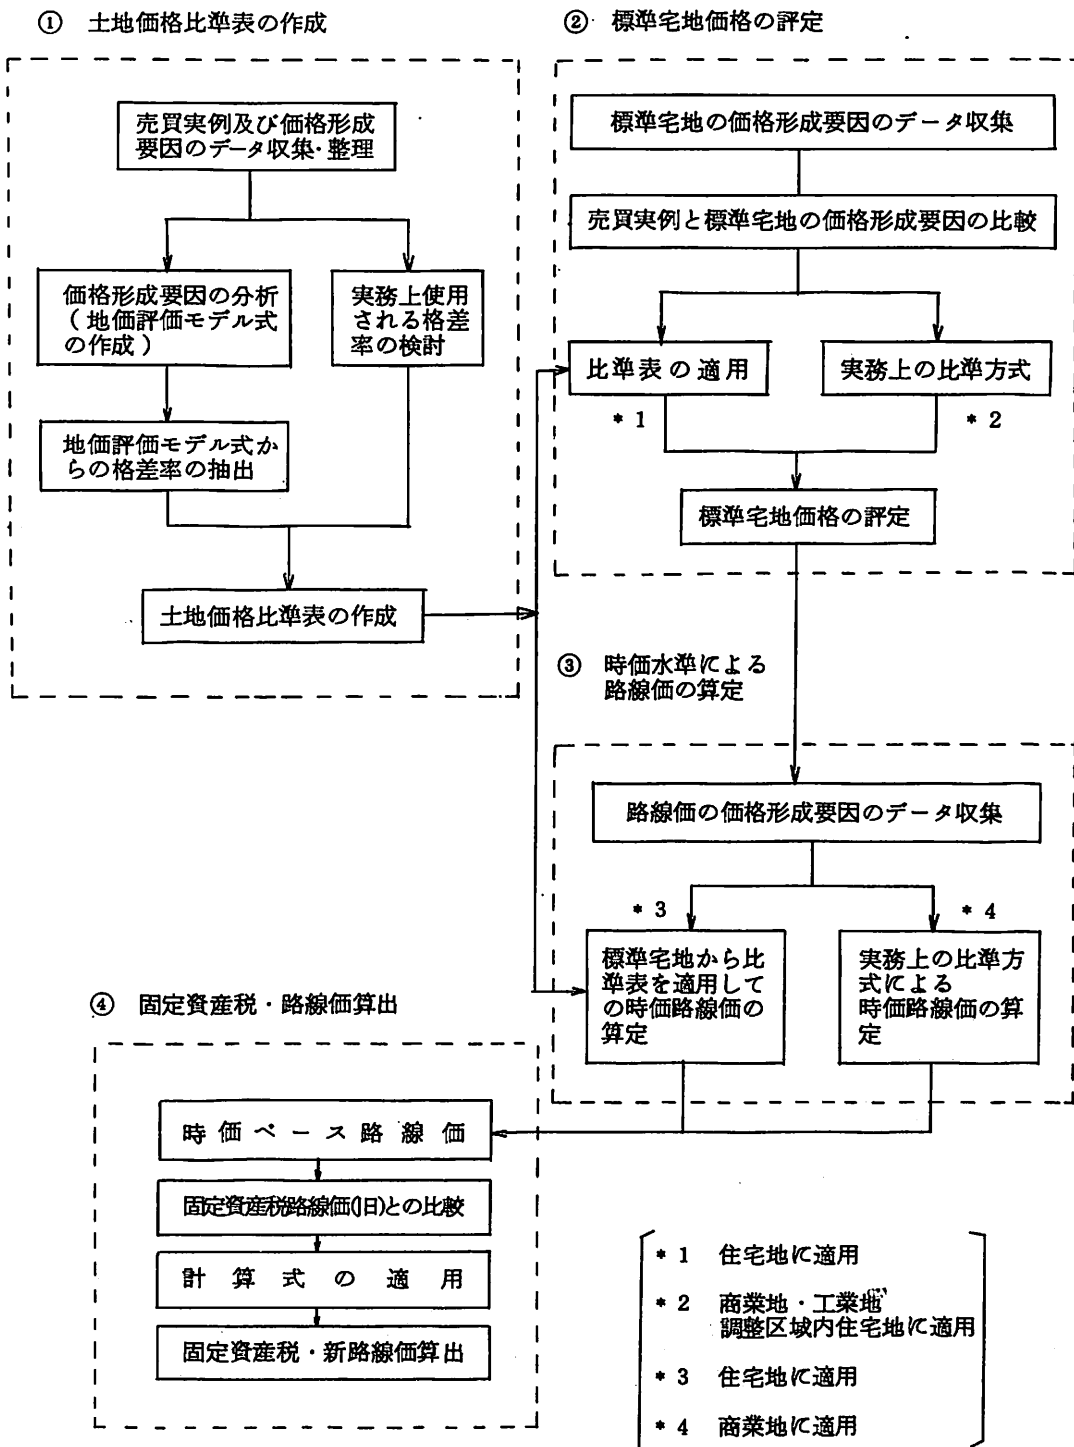 ① 土地価格比準表の作成
売買実例及び価格形成
要因のデータ収集・整理
価格形成要因の分析
(地価評価モデル式
の作成)
実務上使用
される格差
率の検討
地価評価モデル式か
らの格差率の抽出
土地価格比準表の作成
② 標準宅地価格の評定
標準宅地の価格形成要因のデータ収集
売買実例と標準宅地の価格形成要因の比較
比準表の適用
実務上の比準方式
* 1
* 2
標準宅地価格の評定
③ 時価水準による
路線価の算定
路線価の価格形成要因のデータ収集
* 3
* 4
標準宅地から比
準表を適用して
の時価路線価の
算定
実務上の比準方
式による
時価路線価の算
定
④ 固定資産税・路線価算出
時価ベース路線価
固定資産税路線価(旧)との比較
計算式の適用
固定資産税・新路線価算出
* 1 住宅地に適用
* 2 商業地・工業地
調整区域内住宅地に適用
* 3 住宅地に適用
* 4 商業地に適用